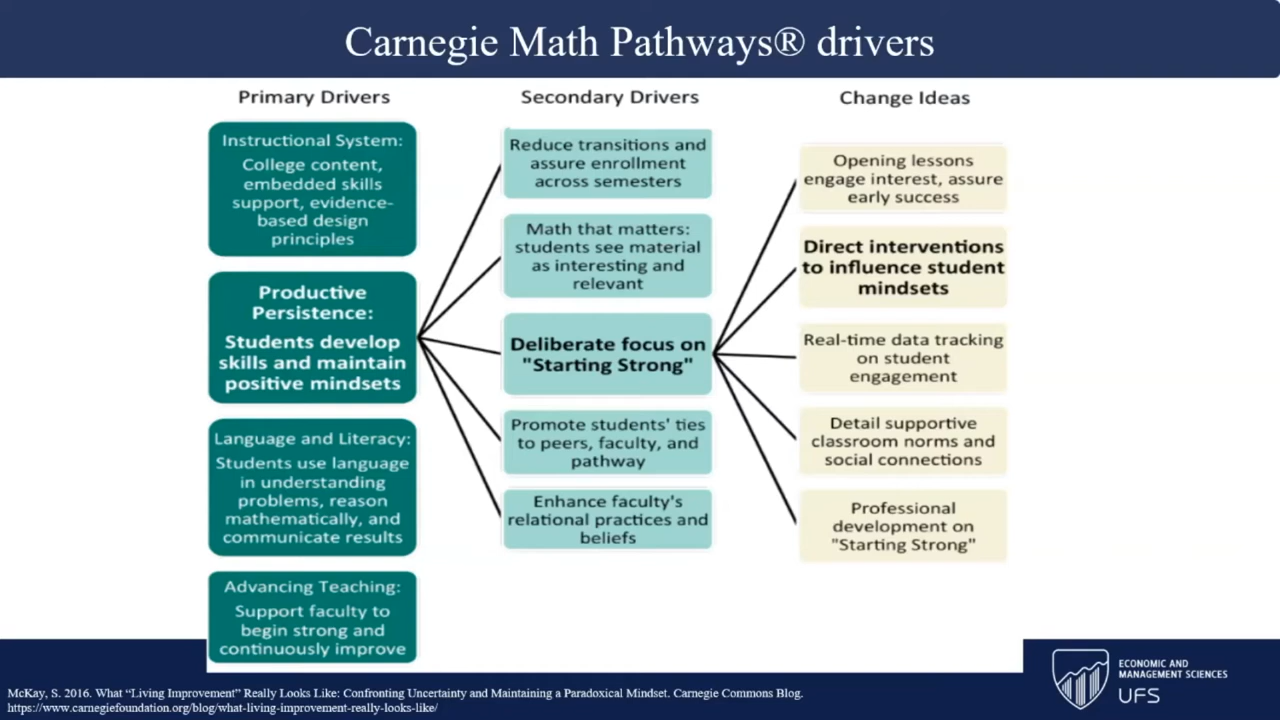 Carnegie Math Pathways® drivers
Primary Drivers
Instructional System:
College content,
embedded skills
support, evidence-
based design
principles
Productive
Persistence:
Students develop
skills and maintain
positive mindsets
Language and Literacy:
Students use language
in understanding
problems, reason
mathematically, and
communicate results
Advancing Teaching:
Support faculty to
begin strong and
continuously improve
Secondary Drivers
Reduce transitions and
assure enrollment
across semesters
Math that matters:
students see material
as interesting and
relevant
Deliberate focus on
"Starting Strong"
Promote students' ties
to peers, faculty, and
pathway
Enhance faculty's
relational practices and
beliefs
Change Ideas
Opening lessons
engage interest, assure
early success
Direct interventions
to influence student
mindsets
Real-time data tracking
on student
engagement
Detail supportive
classroom norms and
social connections
Professional
development on
"Starting Strong"
McKay, S. 2016. What “Living Improvement” Really Looks Like: Confronting Uncertainty and Maintaining a Paradoxical Mindset. Carnegie Commons Blog.
https://www.carnegiefoundation.org/blog/what-living-improvement-really-looks-like/
ECONOMIC AND
MANAGEMENT SCIENCES
UFS